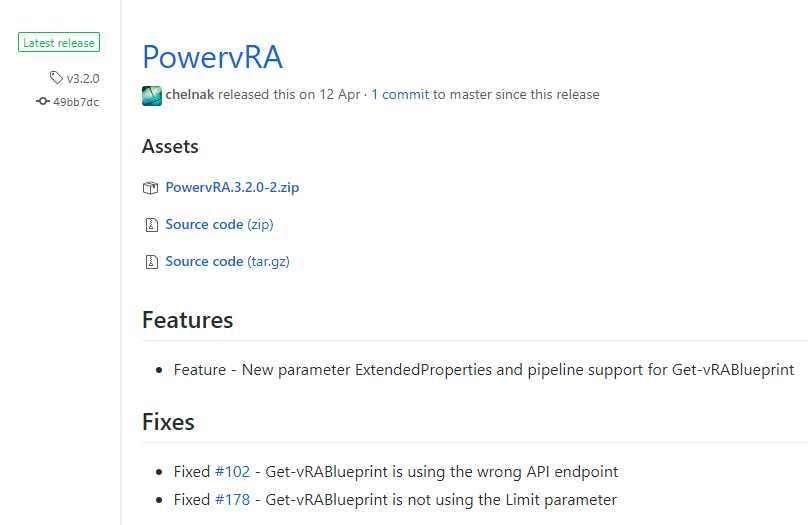 Latest release
v3.2.0
49bb7dc
PowervRA
chelnak released this on 12 Apr · 1 commit to master since this release
Assets
PowervRA.3.2.0-2.zip
Source code (zip)
Source code (tar.gz)
Features
• Feature - New parameter ExtendedProperties and pipeline support for Get-vRABlueprint
Fixes
• Fixed #102 - Get-vRABlueprint is using the wrong API endpoint
• Fixed #178 - Get-vRABlueprint is not using the Limit parameter